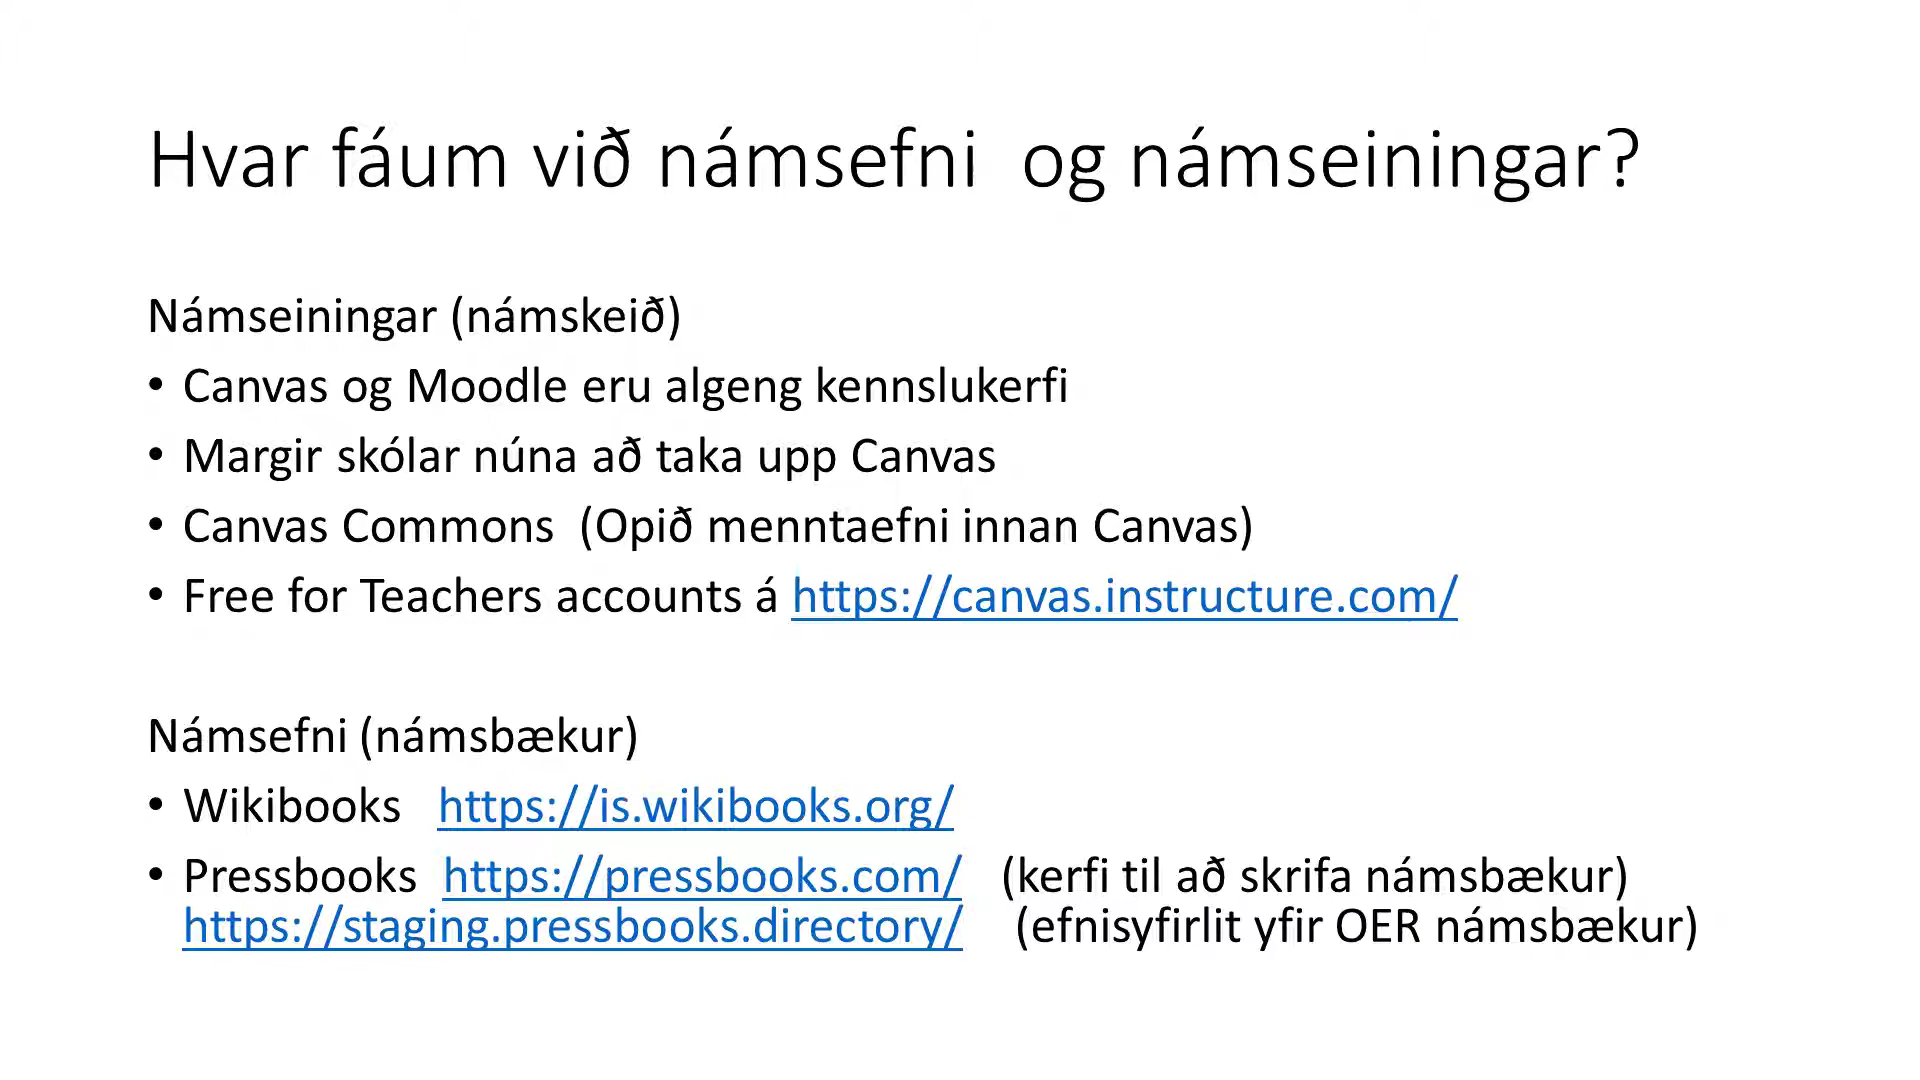 Hvar fáum við námsefni  og námseiningar?
Námseiningar (námskeið)
• Canvas og Moodle eru algeng kennslukerfi
• Margir skólar núna að taka upp Canvas
• Canvas Commons  (Opið menntaefni innan Canvas)
• Free for Teachers accounts á https://canvas.instructure.com/
Námsefni (námsbækur)
• Wikibooks   https://is.wikibooks.org/
• Pressbooks  https://pressbooks.com/   (kerfi til að skrifa námsbækur)
https://staging.pressbooks.directory/    (efnisyfirlit yfir OER námsbækur)